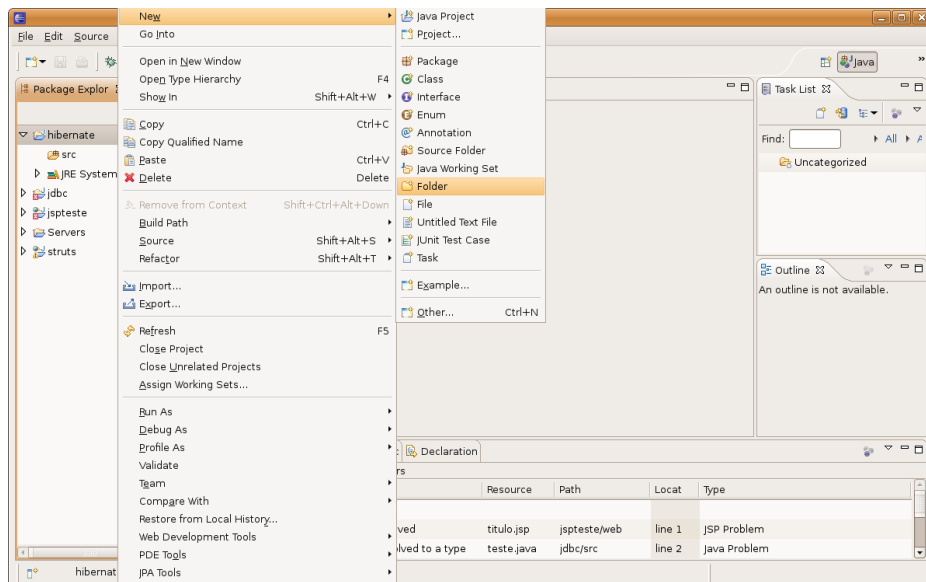 File Edit Source
Java
»
Package Explor
hibernate
src
JRE System
jdbc
jspteste
Servers
struts
New
Go Into
Open in New Window
Open Type Hierarchy F4
Show In Shift+Alt+W
Copy Ctrl+C
Copy Qualified Name
Paste Ctrl+V
Delete Delete
Remove from Context Shift+Ctrl+Alt+Down
Build Path
Source Shift+Alt+S
Refactor Shift+Alt+T
Import...
Export...
Refresh F5
Close Project
Close Unrelated Projects
Assign Working Sets...
Run As
Debug As
Profile As
Validate
Team
Compare With
Restore from Local History...
Web Development Tools
PDE Tools
JPA Tools
Java Project
Project...
Package
Class
Interface
Enum
Annotation
Source Folder
Java Working Set
Folder
File
Untitled Text File
JUnit Test Case
Task
Example...
Other... Ctrl+N
Task List
Find: All
Uncategorized
Outline
An outline is not available.
Declaration
rs
Resource Path Locat Type
ved titulo.jsp jspteste/web line 1 JSP Problem
lved to a type teste.java jdbc/src line 2 Java Problem
hibernat